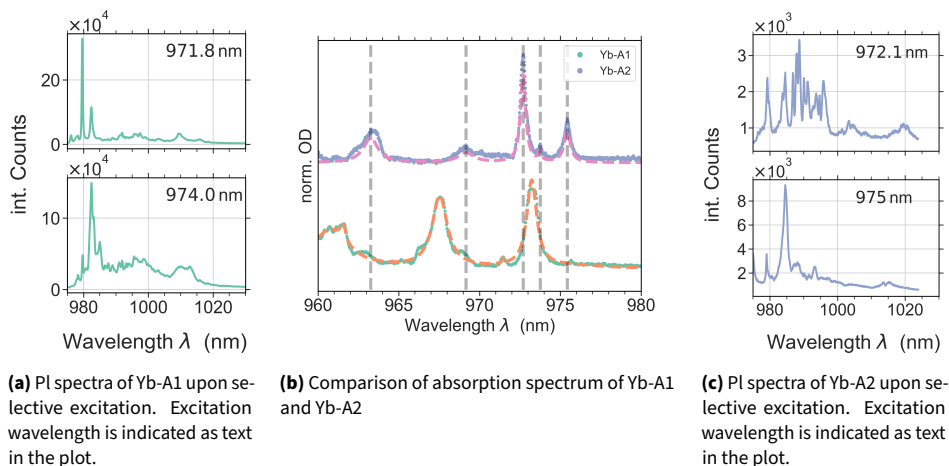 ×10⁴
971.8 nm
20
0
×10⁴
974.0 nm
10
0
980 1000 1020
int. Counts
Wavelength λ (nm)
(a) Pl spectra of Yb-A1 upon se-
lective excitation. Excitation
wavelength is indicated as text
in the plot.
Yb-A1
Yb-A2
norm. OD
960 965 970 975 980
Wavelength λ (nm)
(b) Comparison of absorption spectrum of Yb-A1
and Yb-A2
×10³
972.1 nm
3
2
1
×10³
975 nm
8
6
4
2
980 1000 1020
int. Counts
Wavelength λ (nm)
(c) Pl spectra of Yb-A2 upon se-
lective excitation. Excitation
wavelength is indicated as text
in the plot.